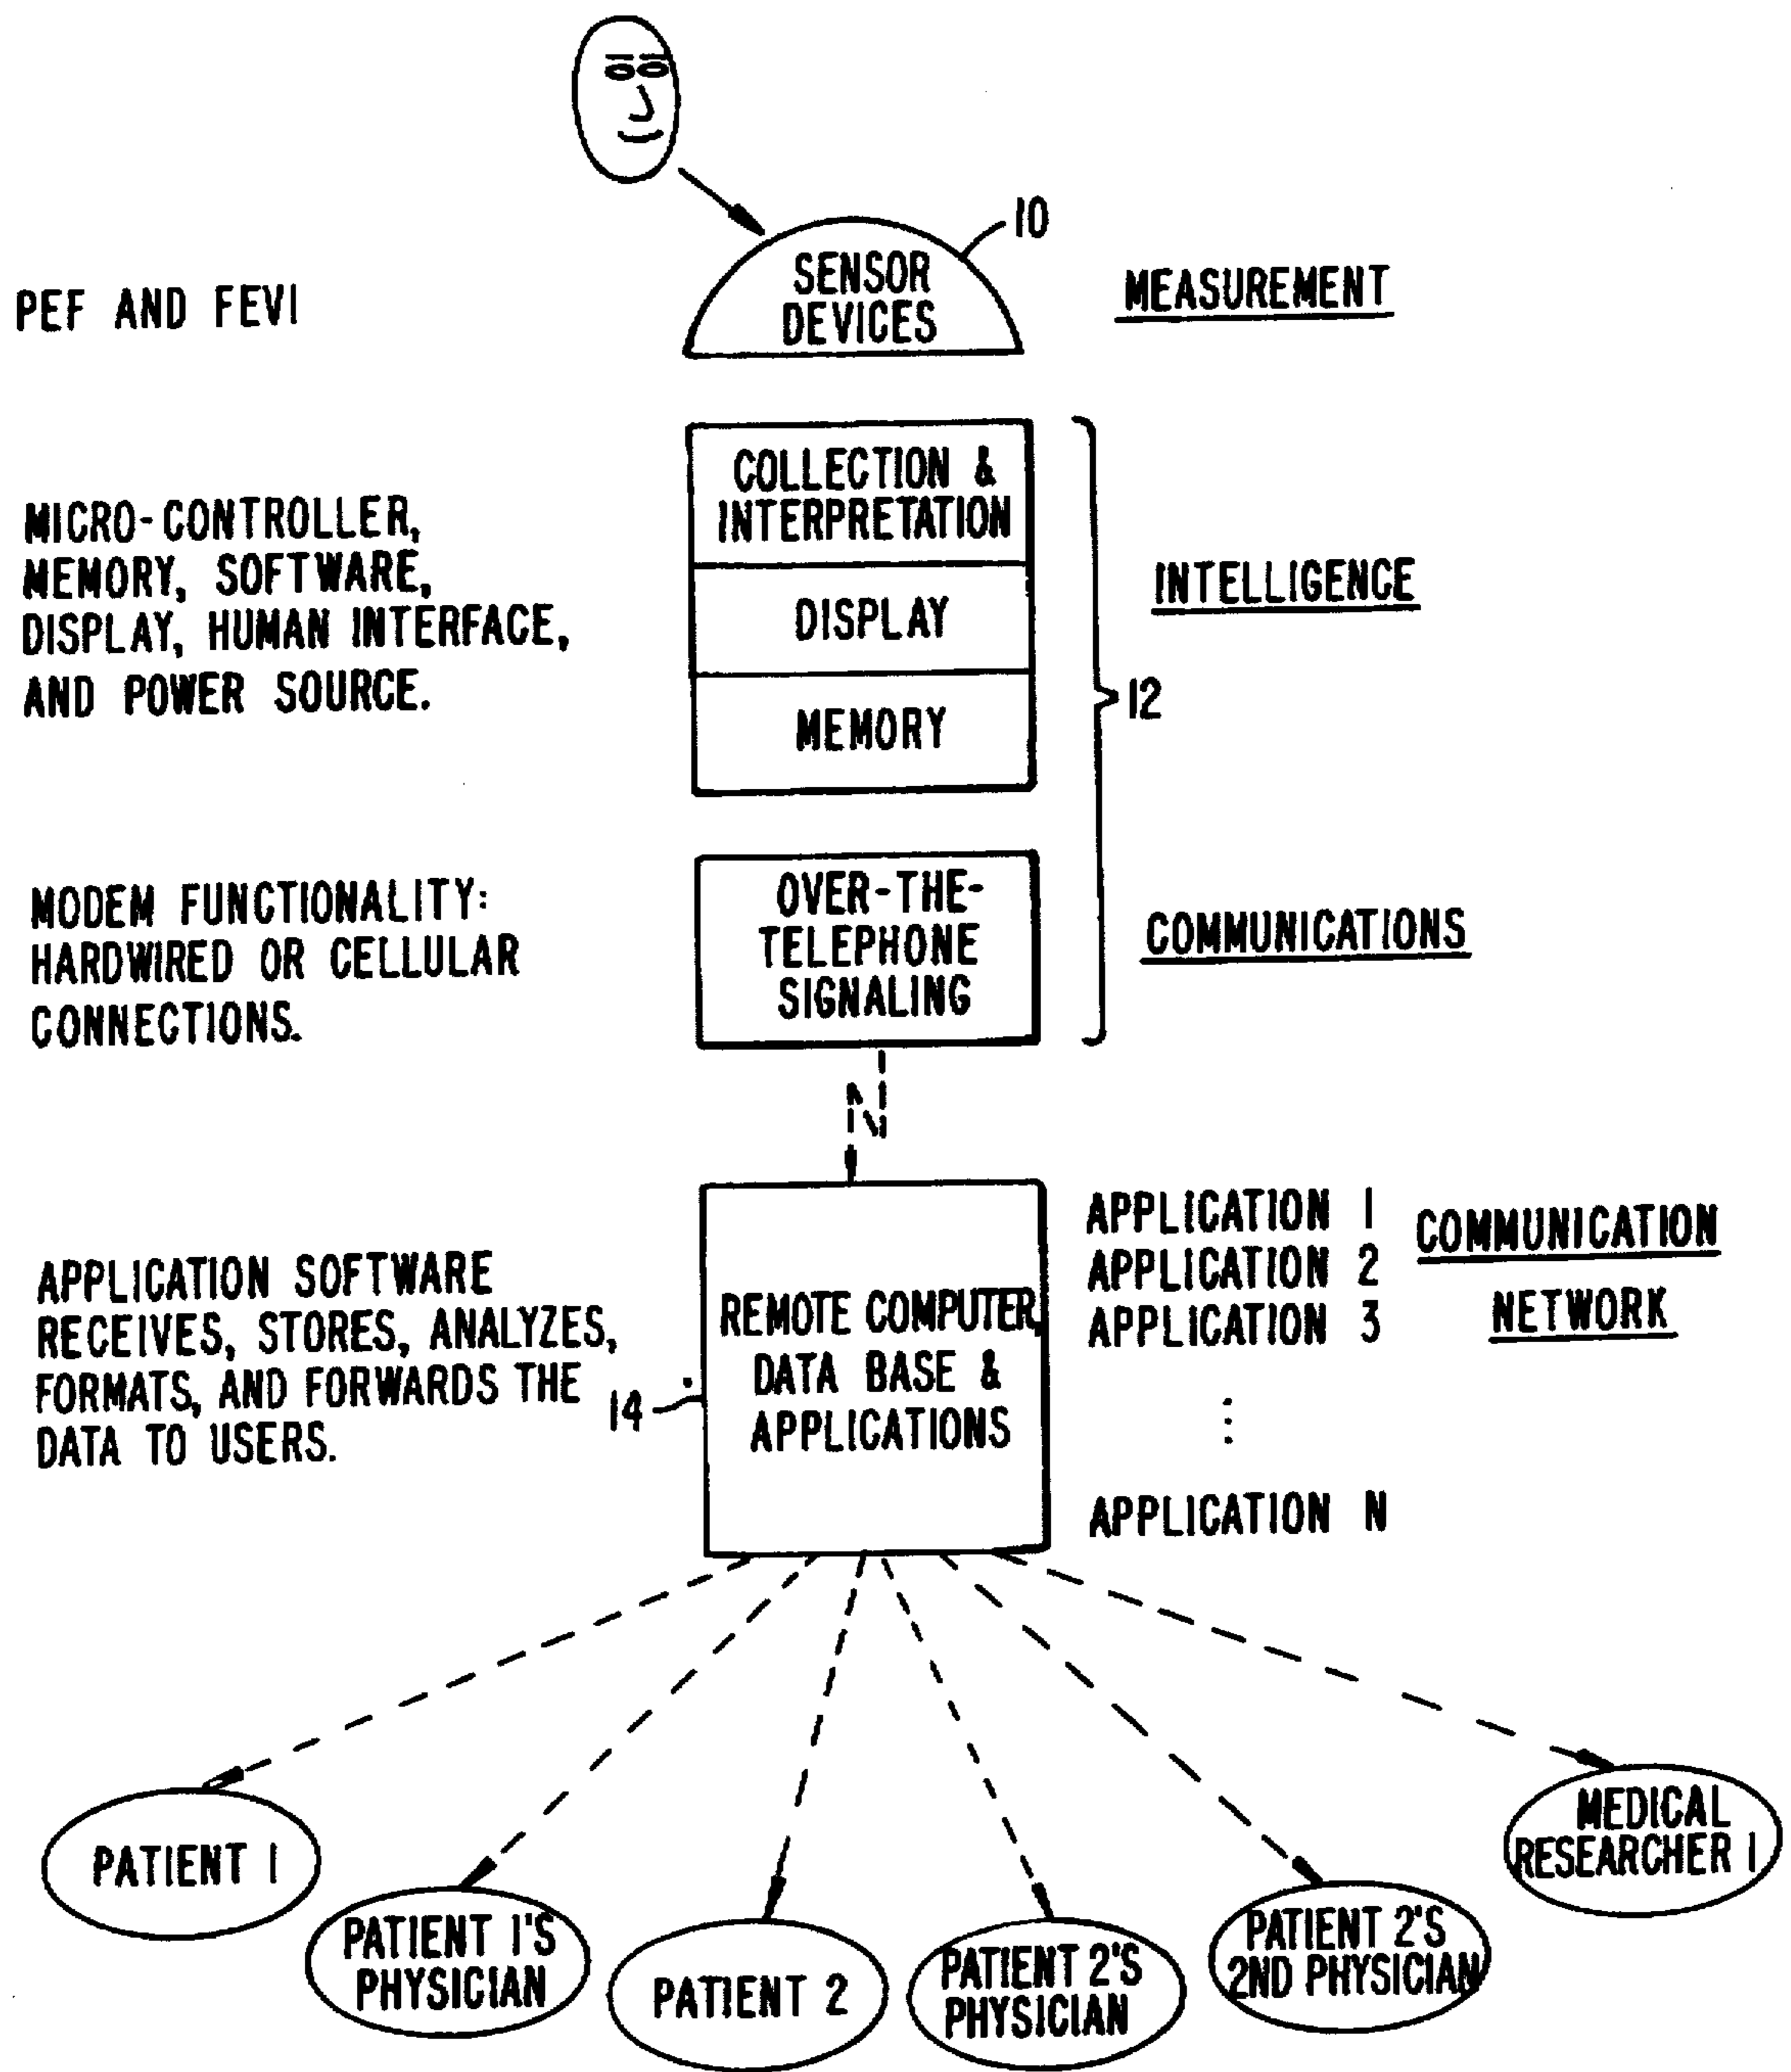 10
SENSOR
DEVICES
PEF AND FEV1
MEASUREMENT
COLLECTION &
INTERPRETATION
DISPLAY
MEMORY
MICRO-CONTROLLER,
MEMORY, SOFTWARE,
DISPLAY, HUMAN INTERFACE,
AND POWER SOURCE.
INTELLIGENCE
12
MODEM FUNCTIONALITY:
HARDWIRED OR CELLULAR
CONNECTIONS.
OVER-THE-
TELEPHONE
SIGNALING
COMMUNICATIONS
APPLICATION SOFTWARE
RECEIVES, STORES, ANALYZES,
FORMATS, AND FORWARDS THE
DATA TO USERS.
14
REMOTE COMPUTER,
DATA BASE &
APPLICATIONS
APPLICATION 1
APPLICATION 2
APPLICATION 3
⋮
APPLICATION N
COMMUNICATION
NETWORK
PATIENT 1
PATIENT 1'S
PHYSICIAN
PATIENT 2
PATIENT 2'S
PHYSICIAN
PATIENT 2'S
2ND PHYSICIAN
MEDICAL
RESEARCHER 1